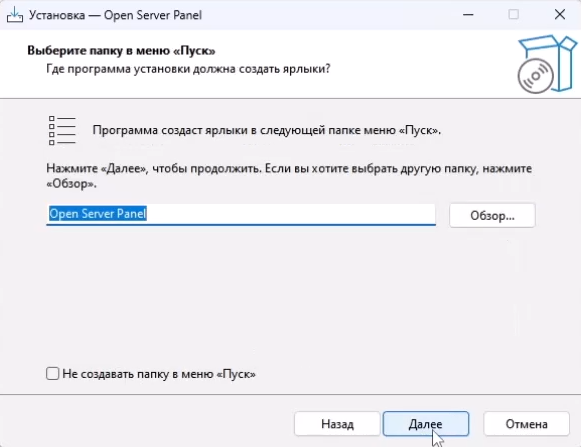 Установка — Open Server Panel
Выберите папку в меню «Пуск»
Где программа установки должна создать ярлыки?
Программа создаст ярлыки в следующей папке меню «Пуск».
Нажмите «Далее», чтобы продолжить. Если вы хотите выбрать другую папку, нажмите
«Обзор».
Open Server Panel
Обзор...
Не создавать папку в меню «Пуск»
Назад
Далее
Отмена